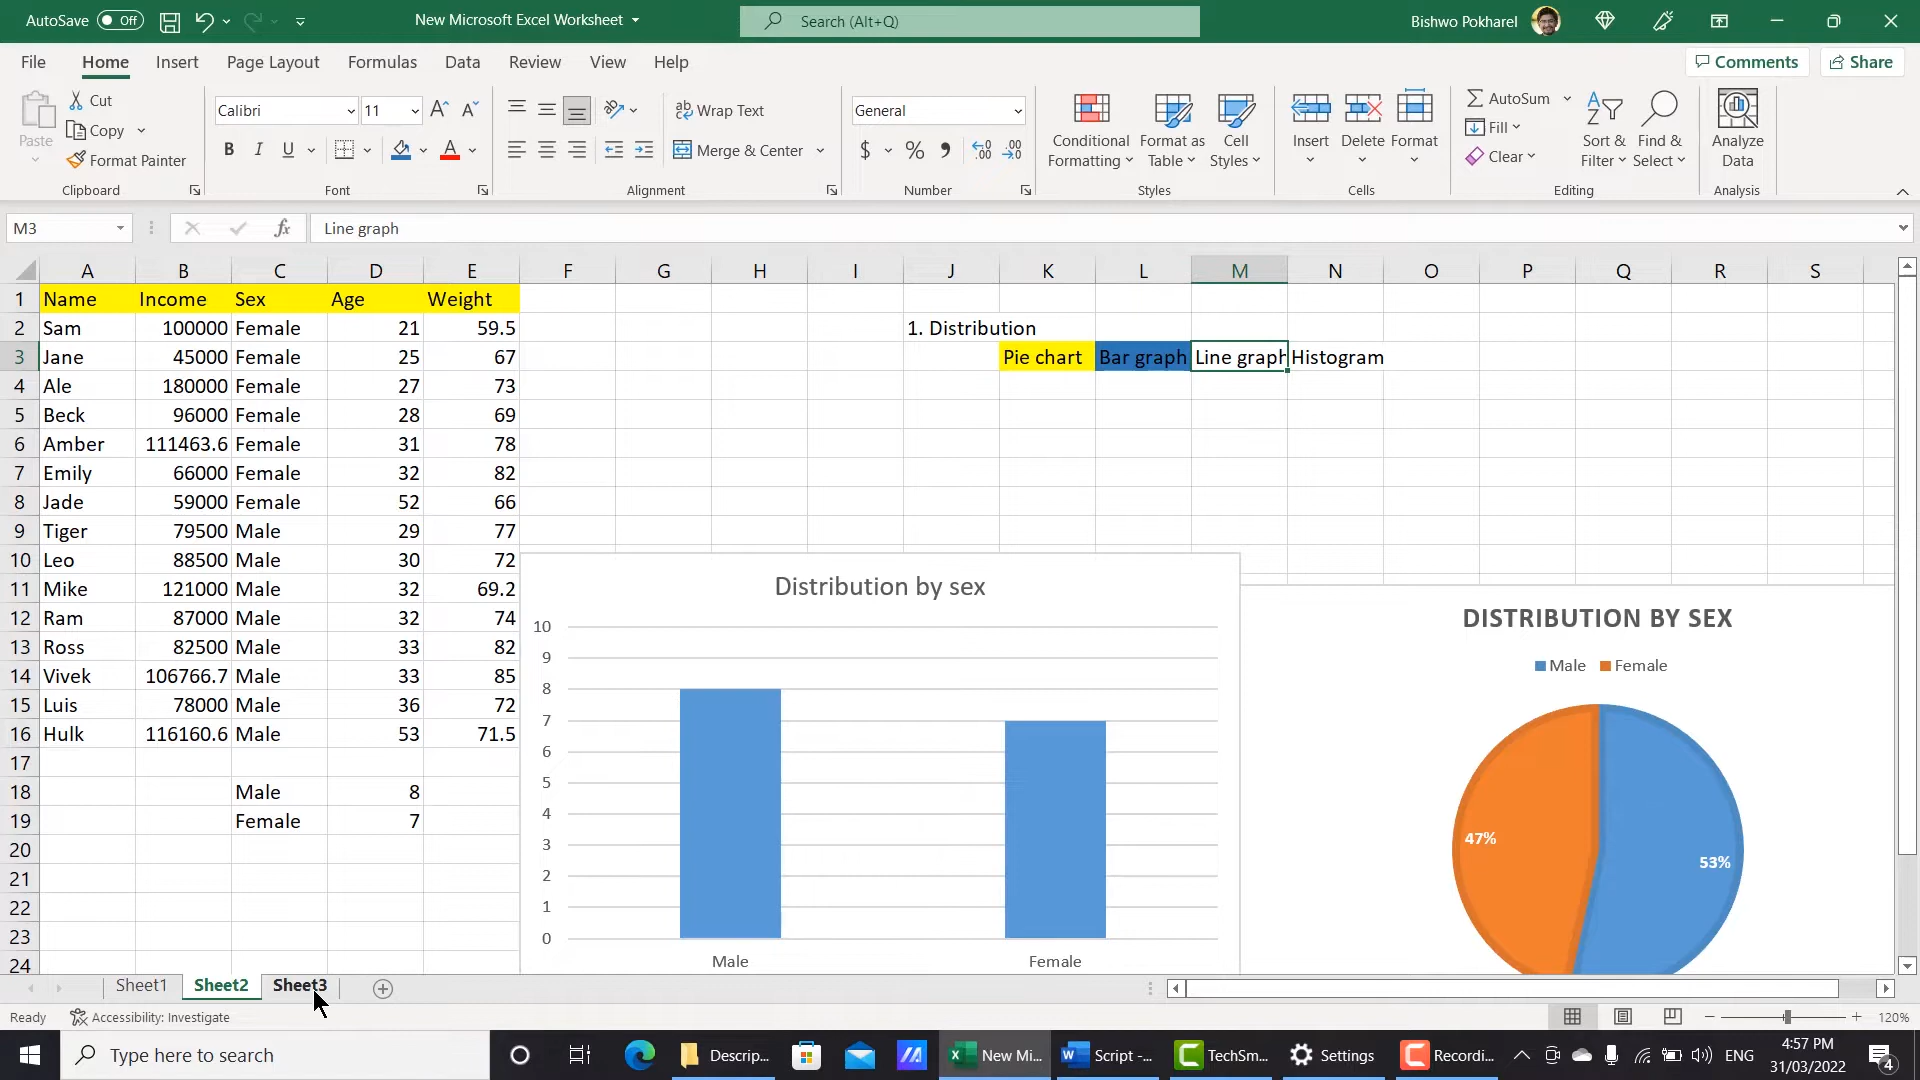 AutoSave Off New Microsoft Excel Worksheet Search (Alt+Q) Bishwo Pokharel
File Home Insert Page Layout Formulas Data Review View Help Comments Share
Paste Cut Copy Format Painter Clipboard
Calibri 11 B I U Font
Wrap Text Merge & Center Alignment
General $ % Number
Conditional Formatting Format as Table Cell Styles Styles
Insert Delete Format Cells
AutoSum Fill Clear Sort & Filter Find & Select Editing
Analyze Data Analysis
M3 fx Line graph
A B C D E F G H I J K L M N O P Q R S
1 Name Income Sex Age Weight
2 Sam 100000 Female 21 59.5 1. Distribution
3 Jane 45000 Female 25 67 Pie chart Bar graph Line graph Histogram
4 Ale 180000 Female 27 73
5 Beck 96000 Female 28 69
6 Amber 111463.6 Female 31 78
7 Emily 66000 Female 32 82
8 Jade 59000 Female 52 66
9 Tiger 79500 Male 29 77
10 Leo 88500 Male 30 72
11 Mike 121000 Male 32 69.2
12 Ram 87000 Male 32 74
13 Ross 82500 Male 33 82
14 Vivek 106766.7 Male 33 85
15 Luis 78000 Male 36 72
16 Hulk 116160.6 Male 53 71.5
17
18 Male 8
19 Female 7
20
21
22
23
24
Distribution by sex
10
9
8
7
6
5
4
3
2
1
0
Male Female
DISTRIBUTION BY SEX
Male Female
47%
53%
Sheet1 Sheet2 Sheet3
Ready Accessibility: Investigate 120%
Type here to search Descrip... New Mi... Script -... TechSm... Settings Recordi... ENG 4:57 PM 31/03/2022 4